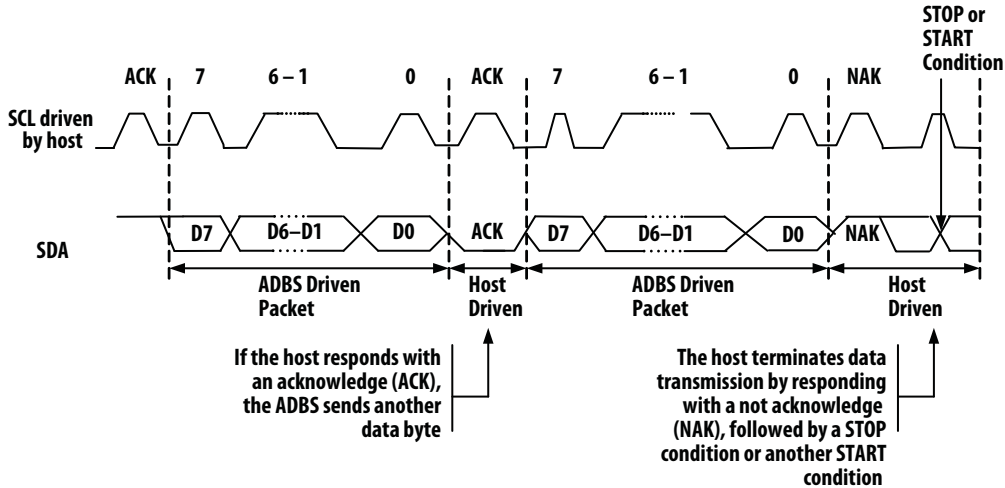 STOP or
START
Condition
ACK 7 6 – 1 0 ACK 7 6 – 1 0 NAK
SCL driven
by host
SDA
D7 D6–D1 D0 ACK D7 D6–D1 D0 NAK
ADBS Driven
Packet
Host
Driven
ADBS Driven
Packet
Host
Driven
If the host responds with
an acknowledge (ACK),
the ADBS sends another
data byte
The host terminates data
transmission by responding
with a not acknowledge
(NAK), followed by a STOP
condition or another START
condition